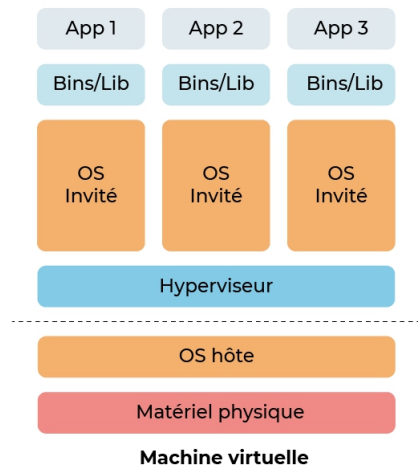 App 1 App 2 App 3
Bins/Lib Bins/Lib Bins/Lib
OS OS OS
Invité Invité Invité
Hyperviseur
OS hôte
Matériel physique
Machine virtuelle